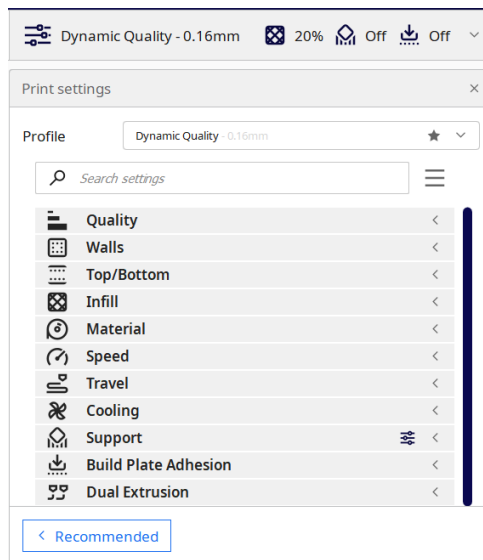 Dynamic Quality - 0.16mm 20% Off Off
Print settings
Profile Dynamic Quality - 0.16mm
Search settings
Quality
Walls
Top/Bottom
Infill
Material
Speed
Travel
Cooling
Support
Build Plate Adhesion
Dual Extrusion
Recommended